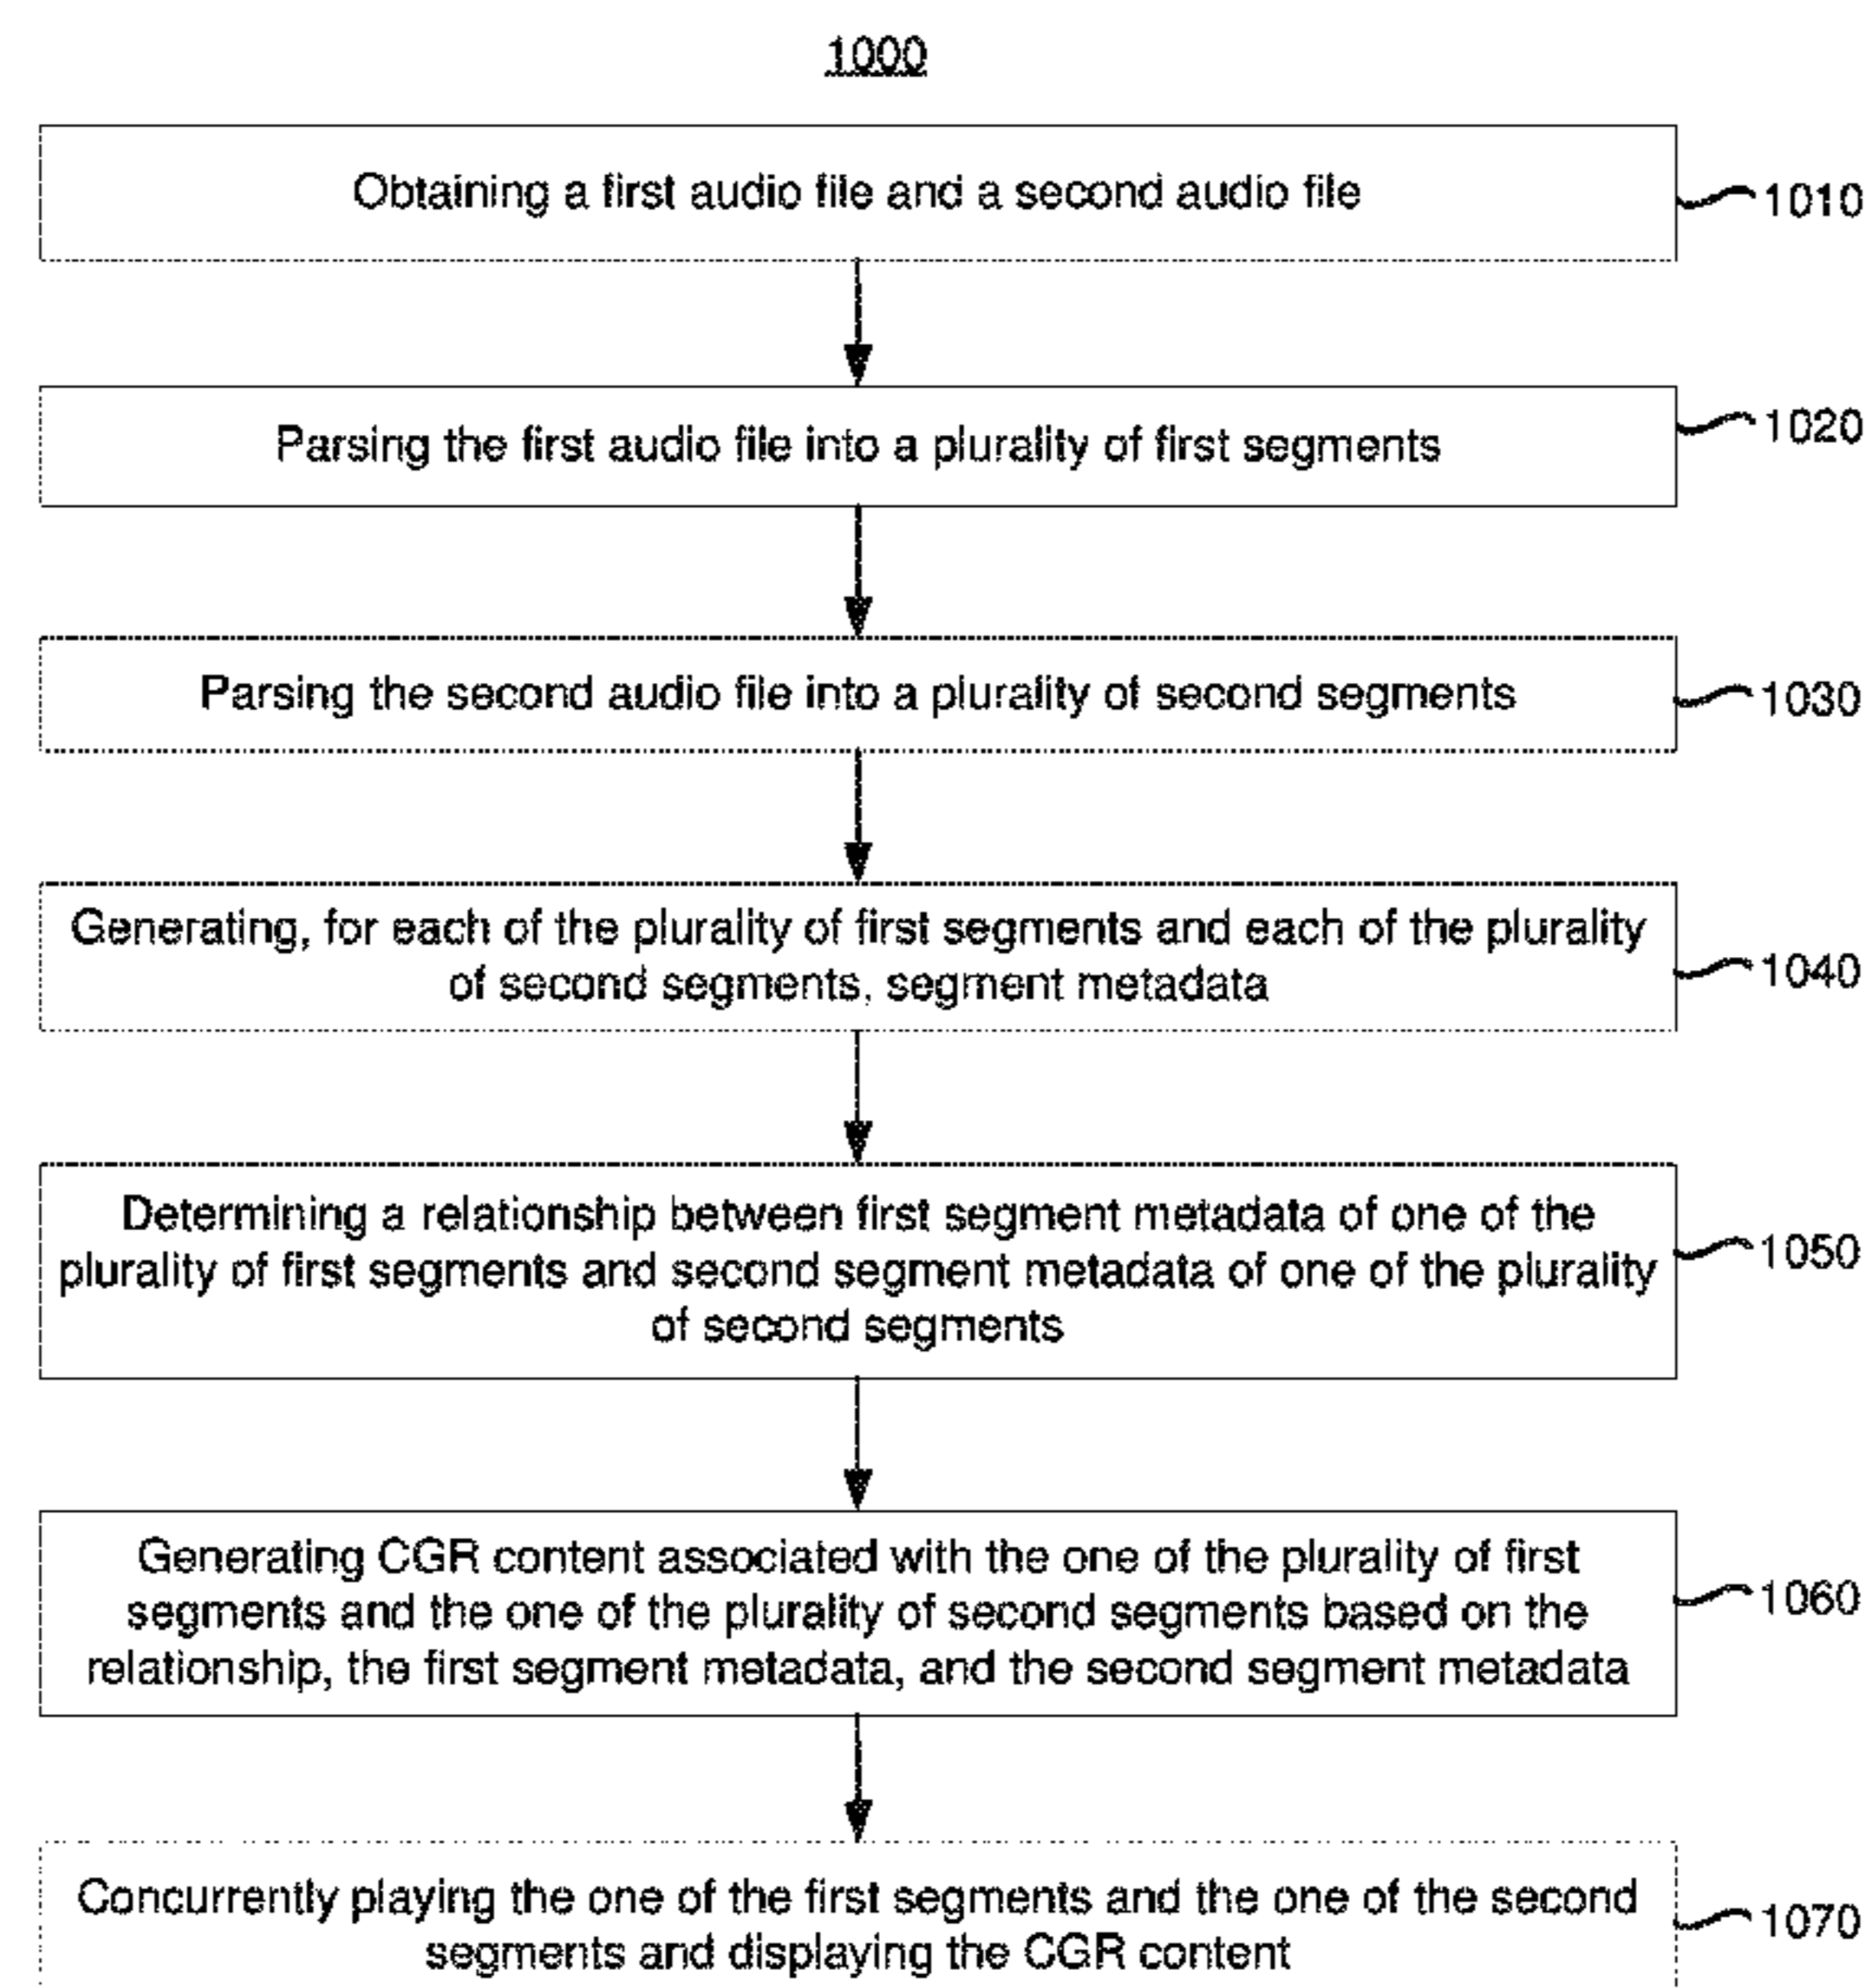 1000
Obtaining a first audio file and a second audio file
1010
Parsing the first audio file into a plurality of first segments
1020
Parsing the second audio file into a plurality of second segments
1030
Generating, for each of the plurality of first segments and each of the plurality
of second segments, segment metadata
1040
Determining a relationship between first segment metadata of one of the
plurality of first segments and second segment metadata of one of the plurality
of second segments
1050
Generating CGR content associated with the one of the plurality of first
segments and the one of the plurality of second segments based on the
relationship, the first segment metadata, and the second segment metadata
1060
Concurrently playing the one of the first segments and the one of the second
segments and displaying the CGR content
1070